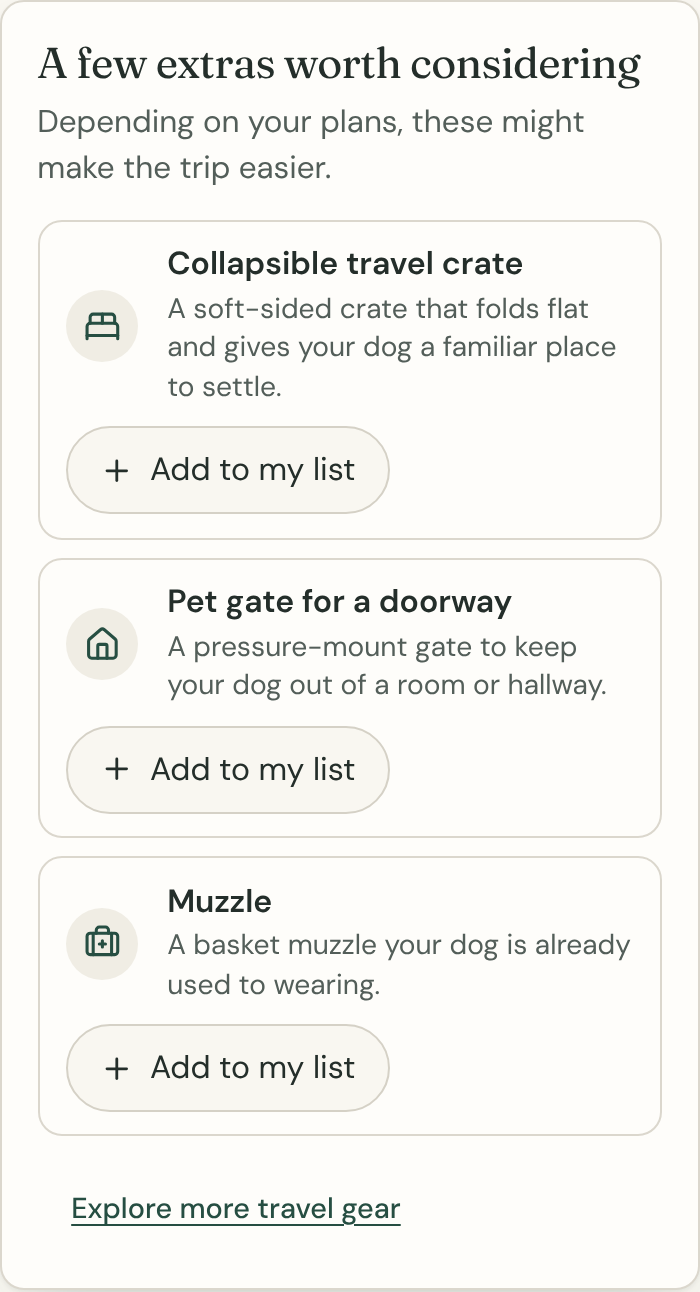 A few extras worth considering
Depending on your plans, these might
make the trip easier.
Collapsible travel crate
A soft-sided crate that folds flat
and gives your dog a familiar place
to settle.
Add to my list
Pet gate for a doorway
A pressure-mount gate to keep
your dog out of a room or hallway.
Add to my list
Muzzle
A basket muzzle your dog is already
used to wearing.
Add to my list
Explore more travel gear